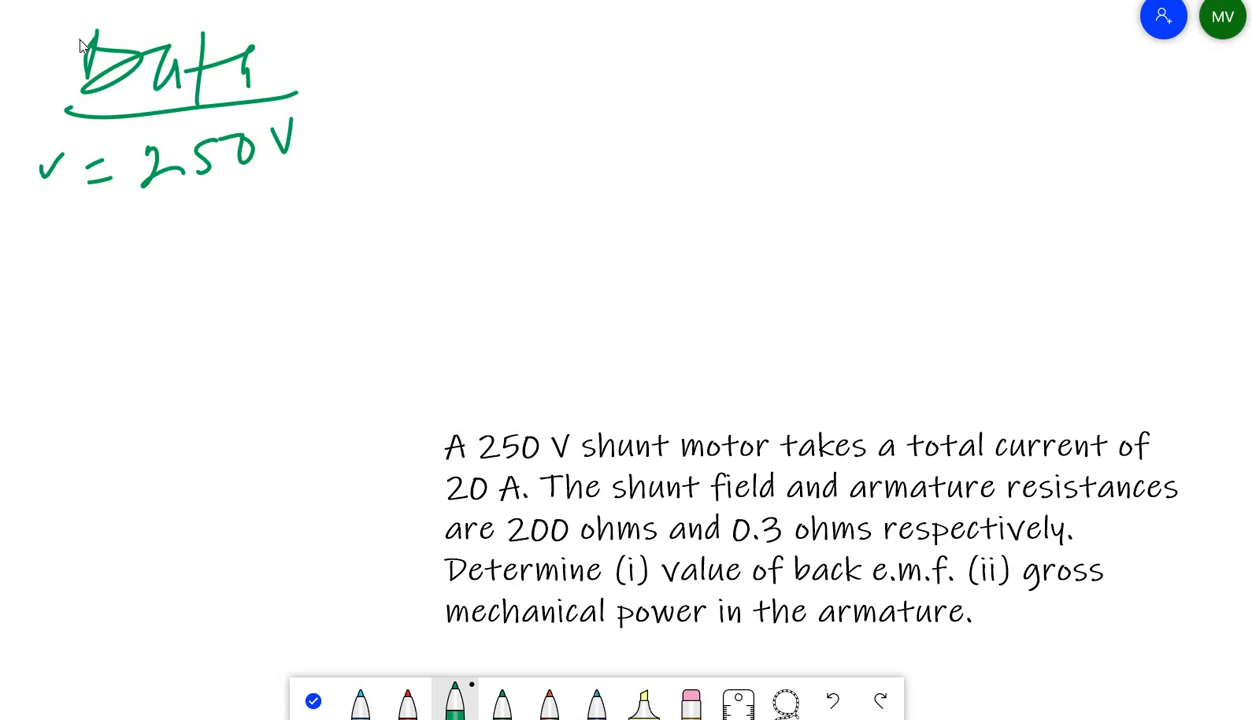 MV
Data
V = 250 V
A 250 V shunt motor takes a total current of
20 A. The shunt field and armature resistances
are 200 ohms and 0.3 ohms respectively.
Determine (i) value of back e.m.f. (ii) gross
mechanical power in the armature.